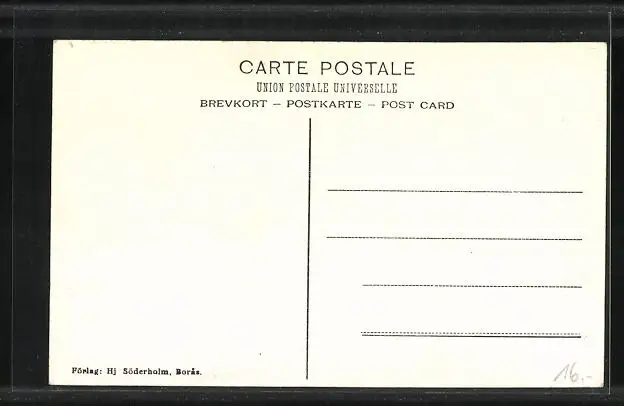 CARTE POSTALE
UNION POSTALE UNIVERSELLE
BREVKORT – POSTKARTE – POST CARD
Förlag: Hj Söderholm, Borås.
16,-